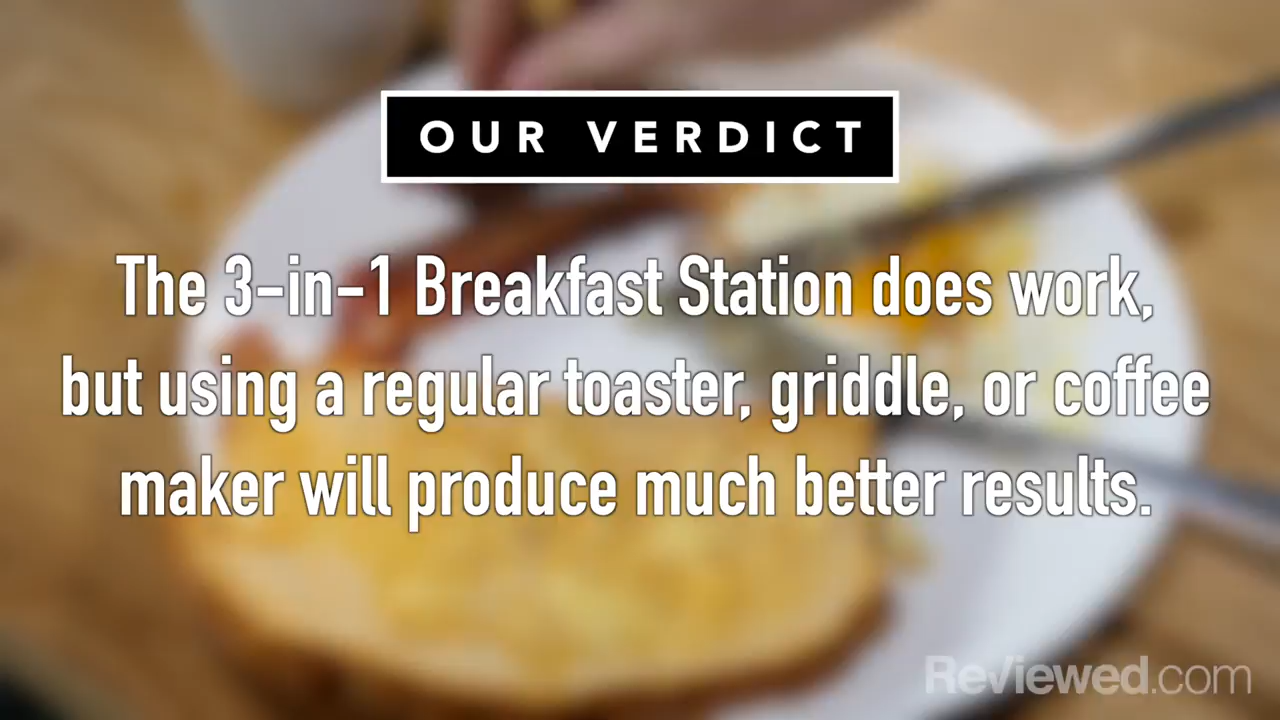 OUR VERDICT
The 3-in-1 Breakfast Station does work,
but using a regular toaster, griddle, or coffee
maker will produce much better results.
Reviewed.com